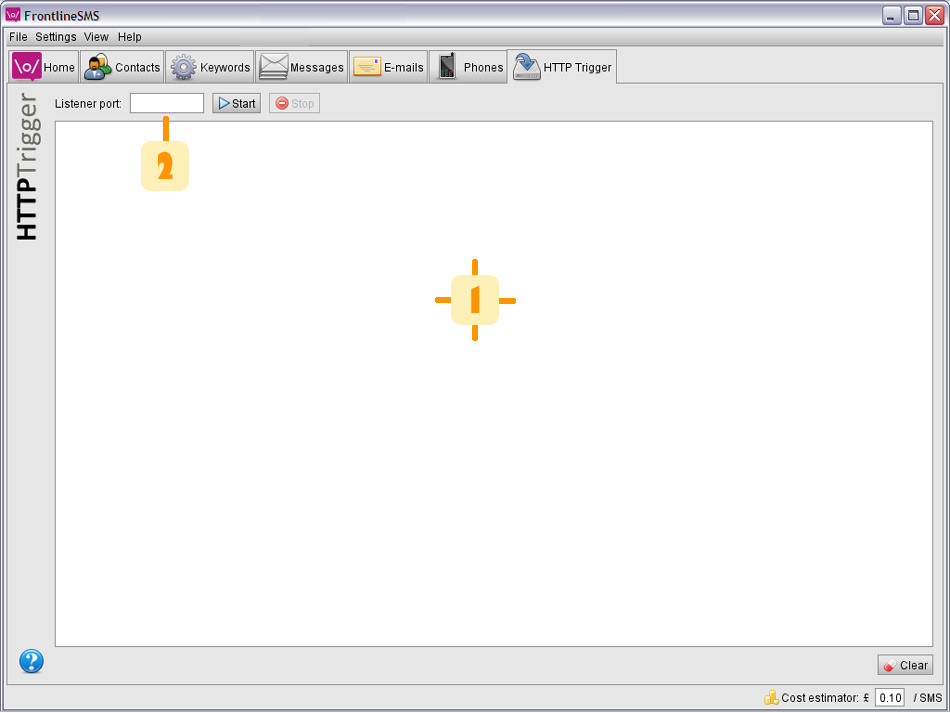 FrontlineSMS
File Settings View Help
\o/ Home Contacts Keywords Messages E-mails Phones HTTP Trigger
Listener port: Start Stop
HTTPTrigger
2
1
?
Clear
Cost estimator: £ 0.10 / SMS